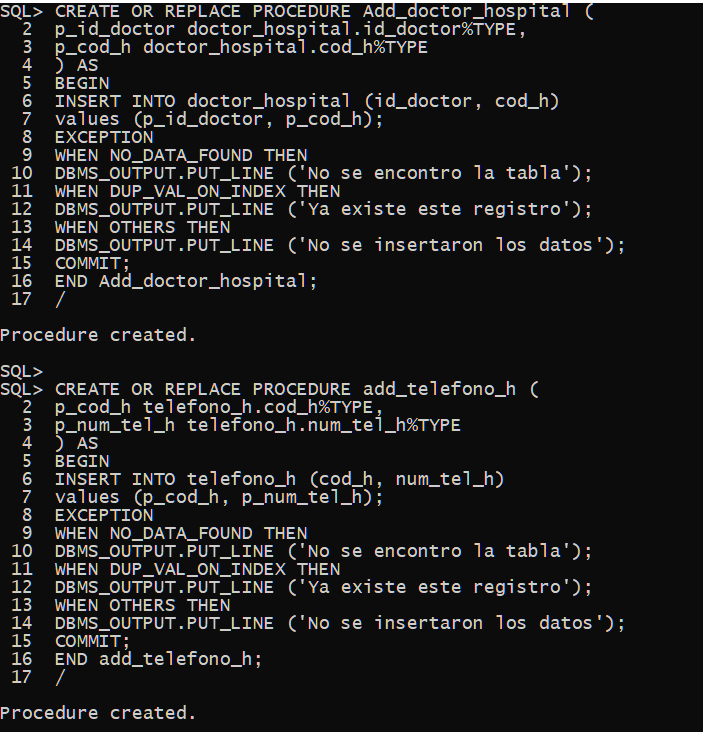 SQL> CREATE OR REPLACE PROCEDURE Add_doctor_hospital (
  2  p_id_doctor doctor_hospital.id_doctor%TYPE,
  3  p_cod_h doctor_hospital.cod_h%TYPE
  4  ) AS
  5  BEGIN
  6  INSERT INTO doctor_hospital (id_doctor, cod_h)
  7  values (p_id_doctor, p_cod_h);
  8  EXCEPTION
  9  WHEN NO_DATA_FOUND THEN
 10  DBMS_OUTPUT.PUT_LINE ('No se encontro la tabla');
 11  WHEN DUP_VAL_ON_INDEX THEN
 12  DBMS_OUTPUT.PUT_LINE ('Ya existe este registro');
 13  WHEN OTHERS THEN
 14  DBMS_OUTPUT.PUT_LINE ('No se insertaron los datos');
 15  COMMIT;
 16  END Add_doctor_hospital;
 17  /

Procedure created.

SQL>
SQL> CREATE OR REPLACE PROCEDURE add_telefono_h (
  2  p_cod_h telefono_h.cod_h%TYPE,
  3  p_num_tel_h telefono_h.num_tel_h%TYPE
  4  ) AS
  5  BEGIN
  6  INSERT INTO telefono_h (cod_h, num_tel_h)
  7  values (p_cod_h, p_num_tel_h);
  8  EXCEPTION
  9  WHEN NO_DATA_FOUND THEN
 10  DBMS_OUTPUT.PUT_LINE ('No se encontro la tabla');
 11  WHEN DUP_VAL_ON_INDEX THEN
 12  DBMS_OUTPUT.PUT_LINE ('Ya existe este registro');
 13  WHEN OTHERS THEN
 14  DBMS_OUTPUT.PUT_LINE ('No se insertaron los datos');
 15  COMMIT;
 16  END add_telefono_h;
 17  /

Procedure created.